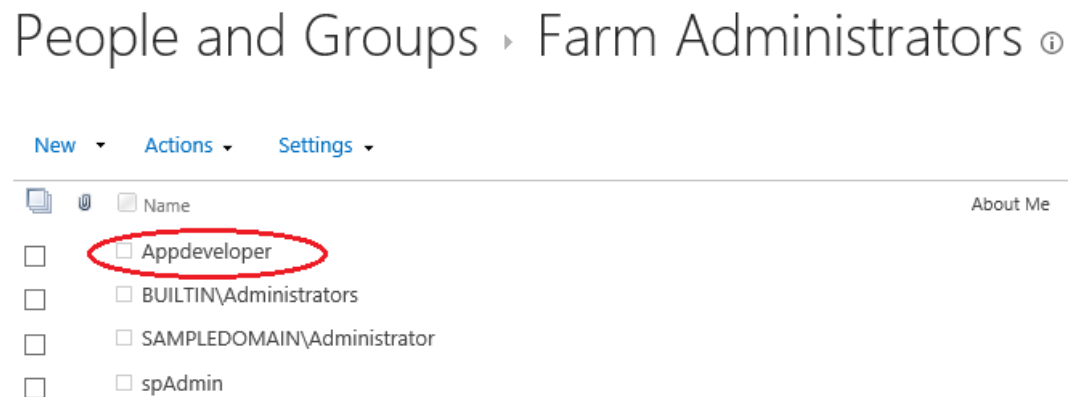 People and Groups ▸ Farm Administrators
New Actions Settings
Name About Me
Appdeveloper
BUILTIN\Administrators
SAMPLEDOMAIN\Administrator
spAdmin